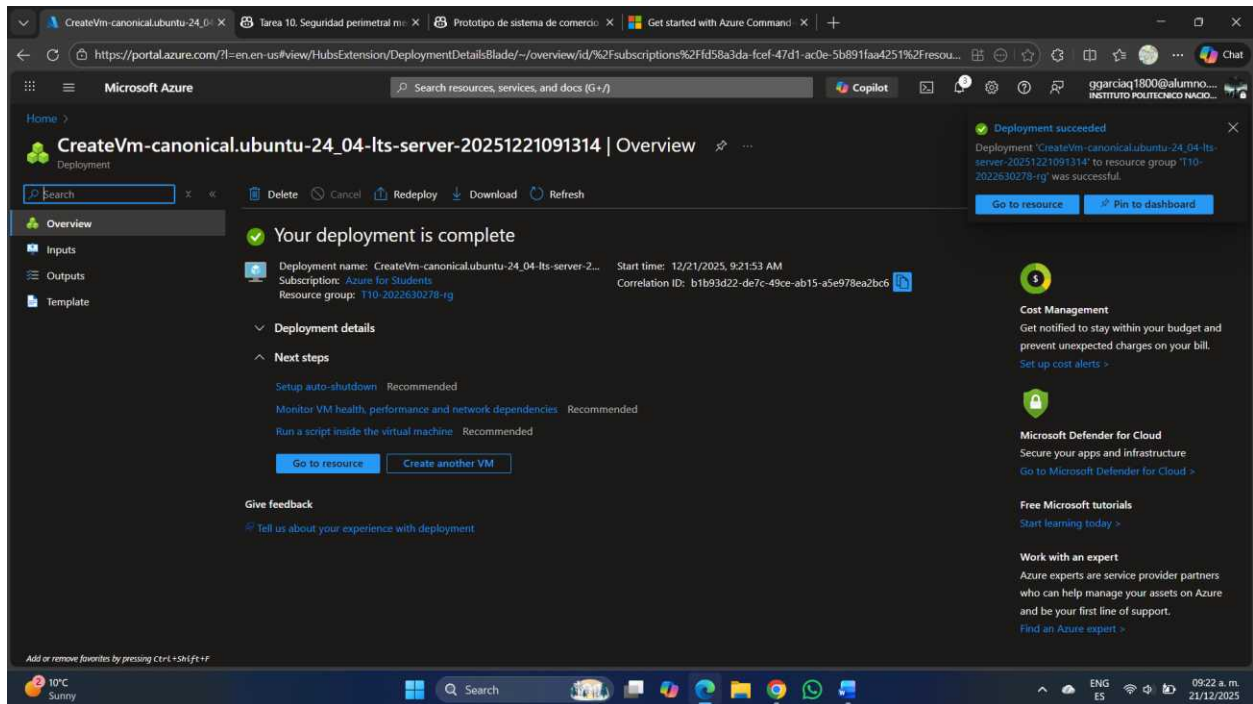 CreateVm-canonical.ubuntu-24_04
Tarea 10. Seguridad perimetral me
Prototipo de sistema de comercio
Get started with Azure Command-
https://portal.azure.com/?l=en.en-us#view/HubsExtension/DeploymentDetailsBlade/~/overview/id/%2Fsubscriptions%2Ffd58a3da-fcef-47d1-ac0e-5b891faa4251%2Fresou...
Chat
Microsoft Azure
Search resources, services, and docs (G+/)
Copilot
ggarciaq1800@alumno....
INSTITUTO POLITECNICO NACIO...
Home >
CreateVm-canonical.ubuntu-24_04-lts-server-20251221091314 | Overview
Deployment
Deployment succeeded
Deployment 'CreateVm-canonical.ubuntu-24_04-lts-
server-20251221091314' to resource group 'T10-
2022630278-rg' was successful.
Go to resource
Pin to dashboard
Search
Delete
Cancel
Redeploy
Download
Refresh
Overview
Inputs
Outputs
Template
Your deployment is complete
Deployment name: CreateVm-canonical.ubuntu-24_04-lts-server-2...
Subscription: Azure for Students
Resource group: T10-2022630278-rg
Start time: 12/21/2025, 9:21:53 AM
Correlation ID: b1b93d22-de7c-49ce-ab15-a5e978ea2bc6
Deployment details
Next steps
Setup auto-shutdown Recommended
Monitor VM health, performance and network dependencies Recommended
Run a script inside the virtual machine Recommended
Go to resource
Create another VM
Give feedback
Tell us about your experience with deployment
Cost Management
Get notified to stay within your budget and
prevent unexpected charges on your bill.
Set up cost alerts >
Microsoft Defender for Cloud
Secure your apps and infrastructure
Go to Microsoft Defender for Cloud >
Free Microsoft tutorials
Start learning today >
Work with an expert
Azure experts are service provider partners
who can help manage your assets on Azure
and be your first line of support.
Find an Azure expert >
Add or remove favorites by pressing Ctrl+Shift+F
2
10°C
Sunny
Search
ENG
ES
09:22 a. m.
21/12/2025